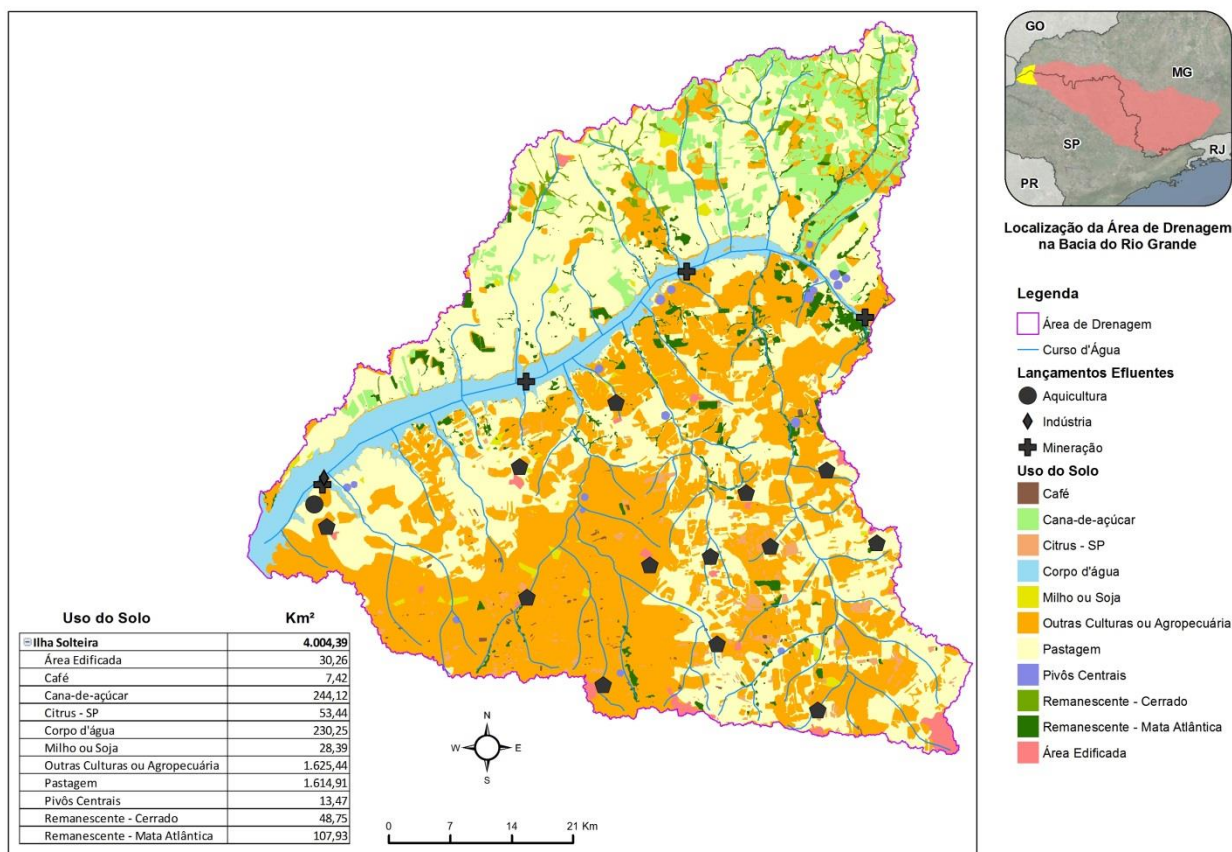 GO
MG
SP
RJ
PR
Localização da Área de Drenagem
na Bacia do Rio Grande
Legenda
Área de Drenagem
Curso d'Água
Lançamentos Efluentes
Aquicultura
Indústria
Mineração
Uso do Solo
Café
Cana-de-açúcar
Citrus - SP
Corpo d'água
Milho ou Soja
Outras Culturas ou Agropecuária
Pastagem
Pivôs Centrais
Remanescente - Cerrado
Remanescente - Mata Atlântica
Área Edificada
Uso do Solo Km²
Ilha Solteira 4.004,39
Área Edificada 30,26
Café 7,42
Cana-de-açúcar 244,12
Citrus - SP 53,44
Corpo d'água 230,25
Milho ou Soja 28,39
Outras Culturas ou Agropecuária 1.625,44
Pastagem 1.614,91
Pivôs Centrais 13,47
Remanescente - Cerrado 48,75
Remanescente - Mata Atlântica 107,93
N
W E
S
0 7 14 21 Km